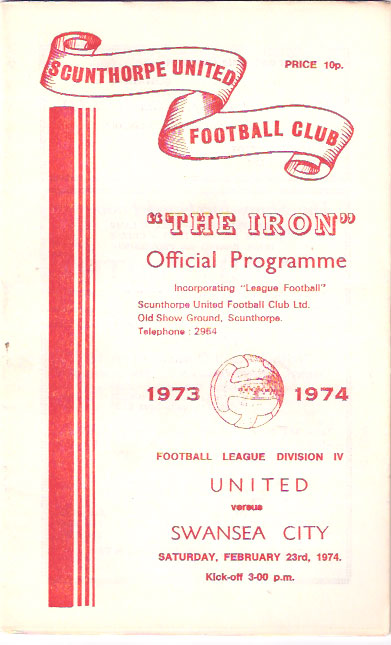 SCUNTHORPE UNITED
FOOTBALL CLUB
PRICE 10p.
"THE IRON"
Official Programme
Incorporating "League Football"
Scunthorpe United Football Club Ltd.
Old Show Ground, Scunthorpe.
Telephone : 2954
1973 1974
FOOTBALL LEAGUE DIVISION IV
UNITED
versus
SWANSEA CITY
SATURDAY, FEBRUARY 23rd, 1974.
Kick-off 3-00 p.m.